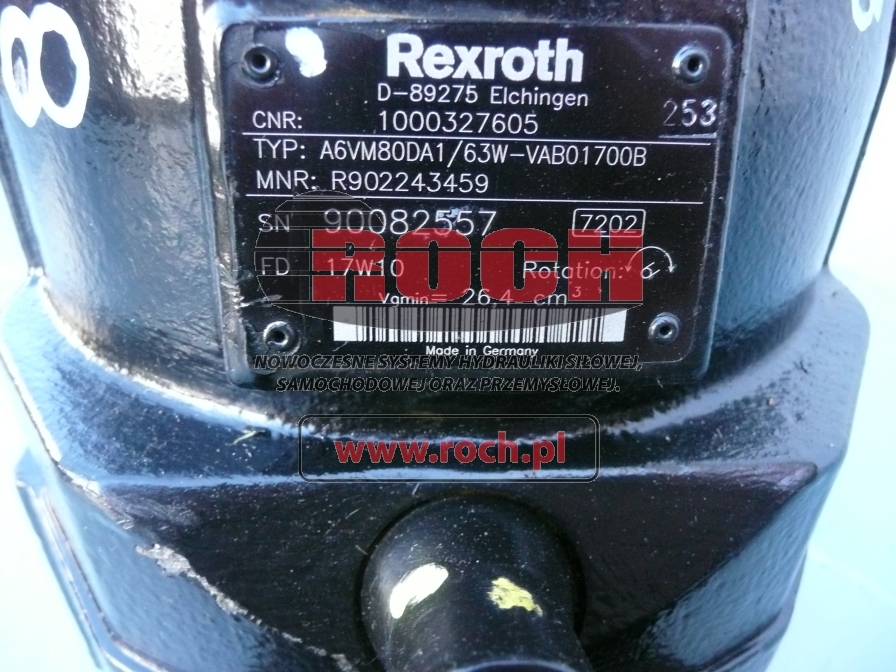 8
Rexroth
D-89275 Elchingen
253
CNR: 1000327605
TYP: A6VM80DA1/63W-VAB01700B
MNR: R902243459
SN 90082557 7202
FD 17W10 Rotation:
Vgmin= 26,4 cm³
Made in Germany
ROCH
NOWOCZESNE SYSTEMY HYDRAULIKI SIŁOWEJ,
SAMOCHODOWEJ ORAZ PRZEMYSŁOWEJ.
www.roch.pl